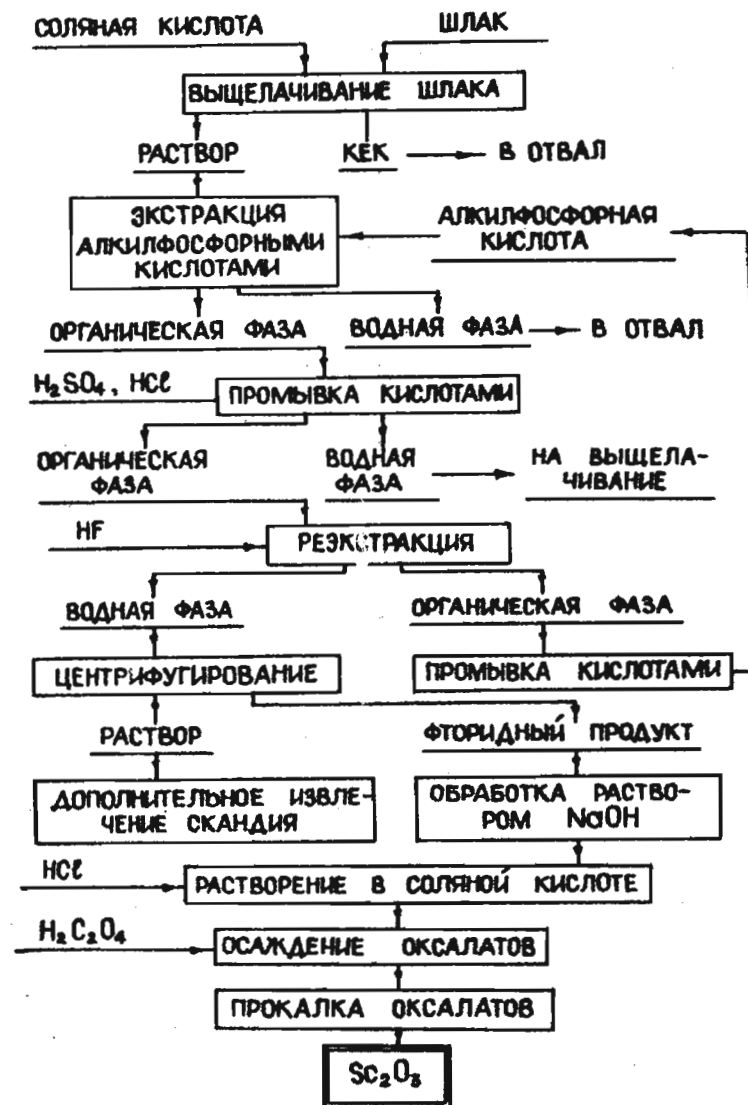 СОЛЯНАЯ КИСЛОТА
ШЛАК
ВЫЩЕЛАЧИВАНИЕ ШЛАКА
РАСТВОР
КЕК
В ОТВАЛ
ЭКСТРАКЦИЯ
АЛКИЛФОСФОРНЫМИ
КИСЛОТАМИ
АЛКИЛФОСФОРНАЯ
КИСЛОТА
ОРГАНИЧЕСКАЯ ФАЗА
ВОДНАЯ ФАЗА
В ОТВАЛ
H₂SO₄, HCl
ПРОМЫВКА КИСЛОТАМИ
ОРГАНИЧЕСКАЯ
ФАЗА
ВОДНАЯ
ФАЗА
НА ВЫЩЕЛА-
ЧИВАНИЕ
HF
РЕЭКСТРАКЦИЯ
ВОДНАЯ ФАЗА
ОРГАНИЧЕСКАЯ ФАЗА
ЦЕНТРИФУГИРОВАНИЕ
ПРОМЫВКА КИСЛОТАМИ
РАСТВОР
ФТОРИДНЫЙ ПРОДУКТ
ДОПОЛНИТЕЛЬНОЕ ИЗВЛЕ-
ЧЕНИЕ СКАНДИЯ
ОБРАБОТКА РАСТВО-
РОМ NaOH
HCl
РАСТВОРЕНИЕ В СОЛЯНОЙ КИСЛОТЕ
H₂C₂O₄
ОСАЖДЕНИЕ ОКСАЛАТОВ
ПРОКАЛКА ОКСАЛАТОВ
Sc₂O₃